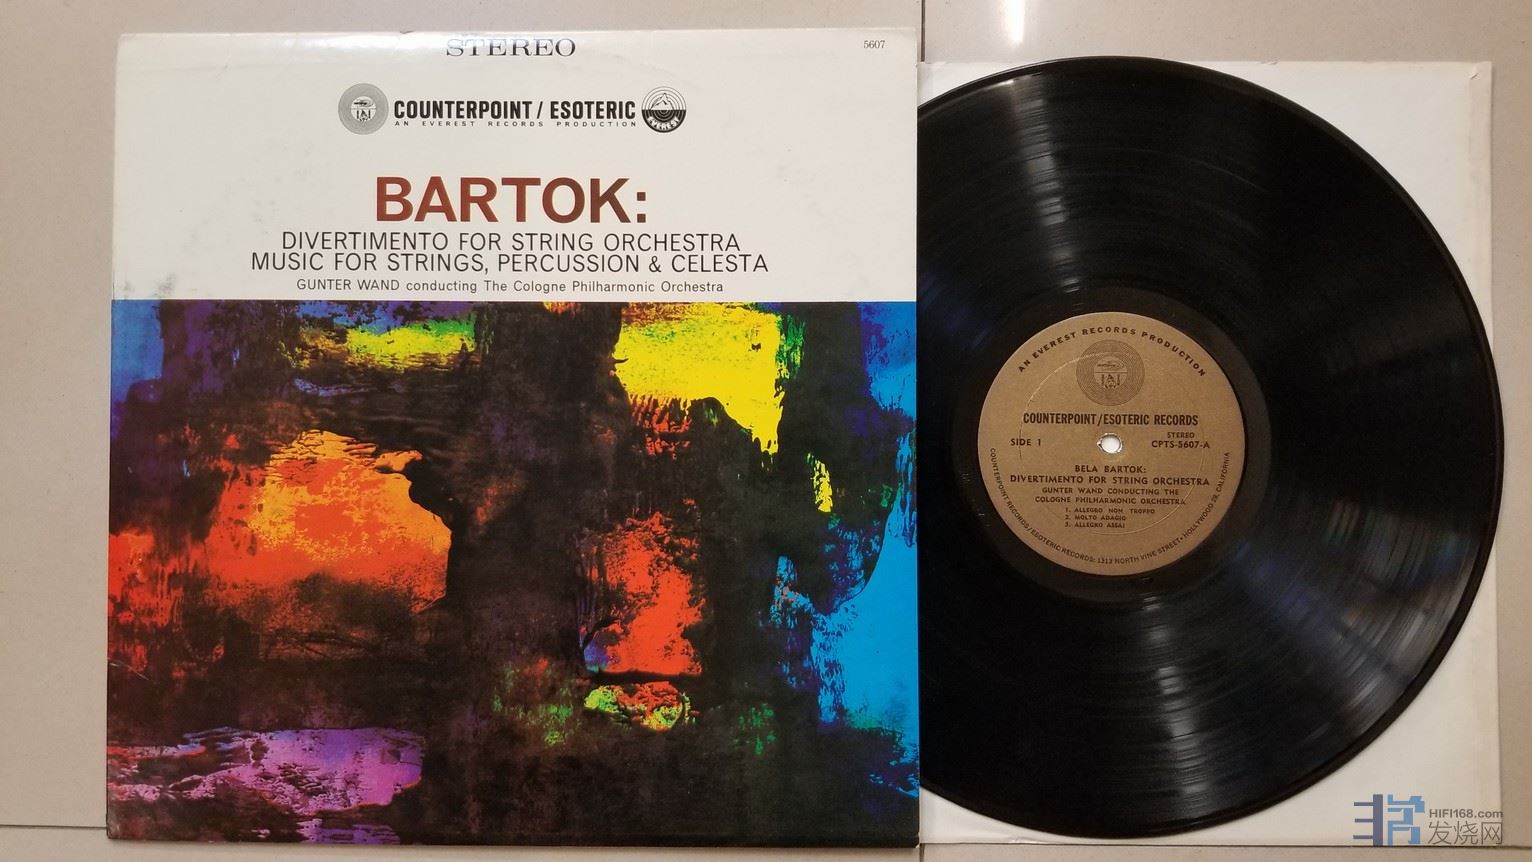 STEREO
5607
COUNTERPOINT / ESOTERIC
AN EVEREST RECORDS PRODUCTION
EVEREST
BARTOK:
DIVERTIMENTO FOR STRING ORCHESTRA
MUSIC FOR STRINGS, PERCUSSION & CELESTA
GUNTER WAND conducting The Cologne Philharmonic Orchestra
AN EVEREST RECORDS PRODUCTION
COUNTERPOINT/ESOTERIC RECORDS
SIDE 1
STEREO
CPTS-5607-A
BELA BARTOK:
DIVERTIMENTO FOR STRING ORCHESTRA
GUNTER WAND CONDUCTING THE
COLOGNE PHILHARMONIC ORCHESTRA
1. ALLEGRO NON TROPPO
2. MOLTO ADAGIO
3. ALLEGRO ASSAI
COUNTERPOINT RECORDS/ESOTERIC RECORDS: 1313 NORTH VINE STREET• HOLLYWOOD 28, CALIFORNIA
HIFI168.com
发烧网